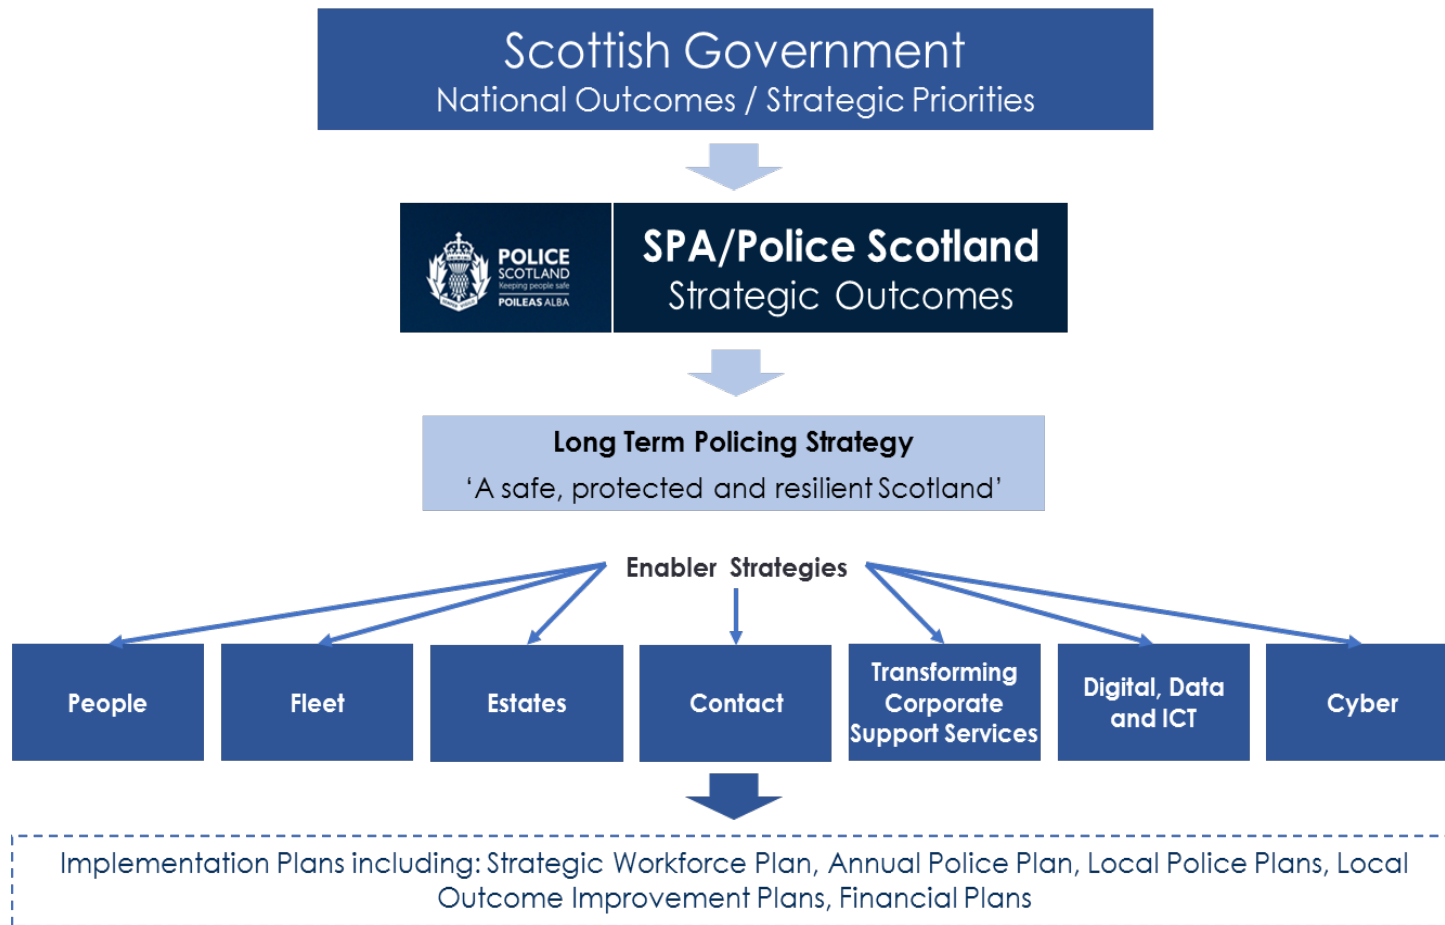 Scottish Government
National Outcomes / Strategic Priorities
POLICE
SCOTLAND
Keeping people safe
POILEAS ALBA
SPA/Police Scotland
Strategic Outcomes
Long Term Policing Strategy
‘A safe, protected and resilient Scotland’
Enabler Strategies
People
Fleet
Estates
Contact
Transforming
Corporate
Support Services
Digital, Data
and ICT
Cyber
Implementation Plans including: Strategic Workforce Plan, Annual Police Plan, Local Police Plans, Local
Outcome Improvement Plans, Financial Plans